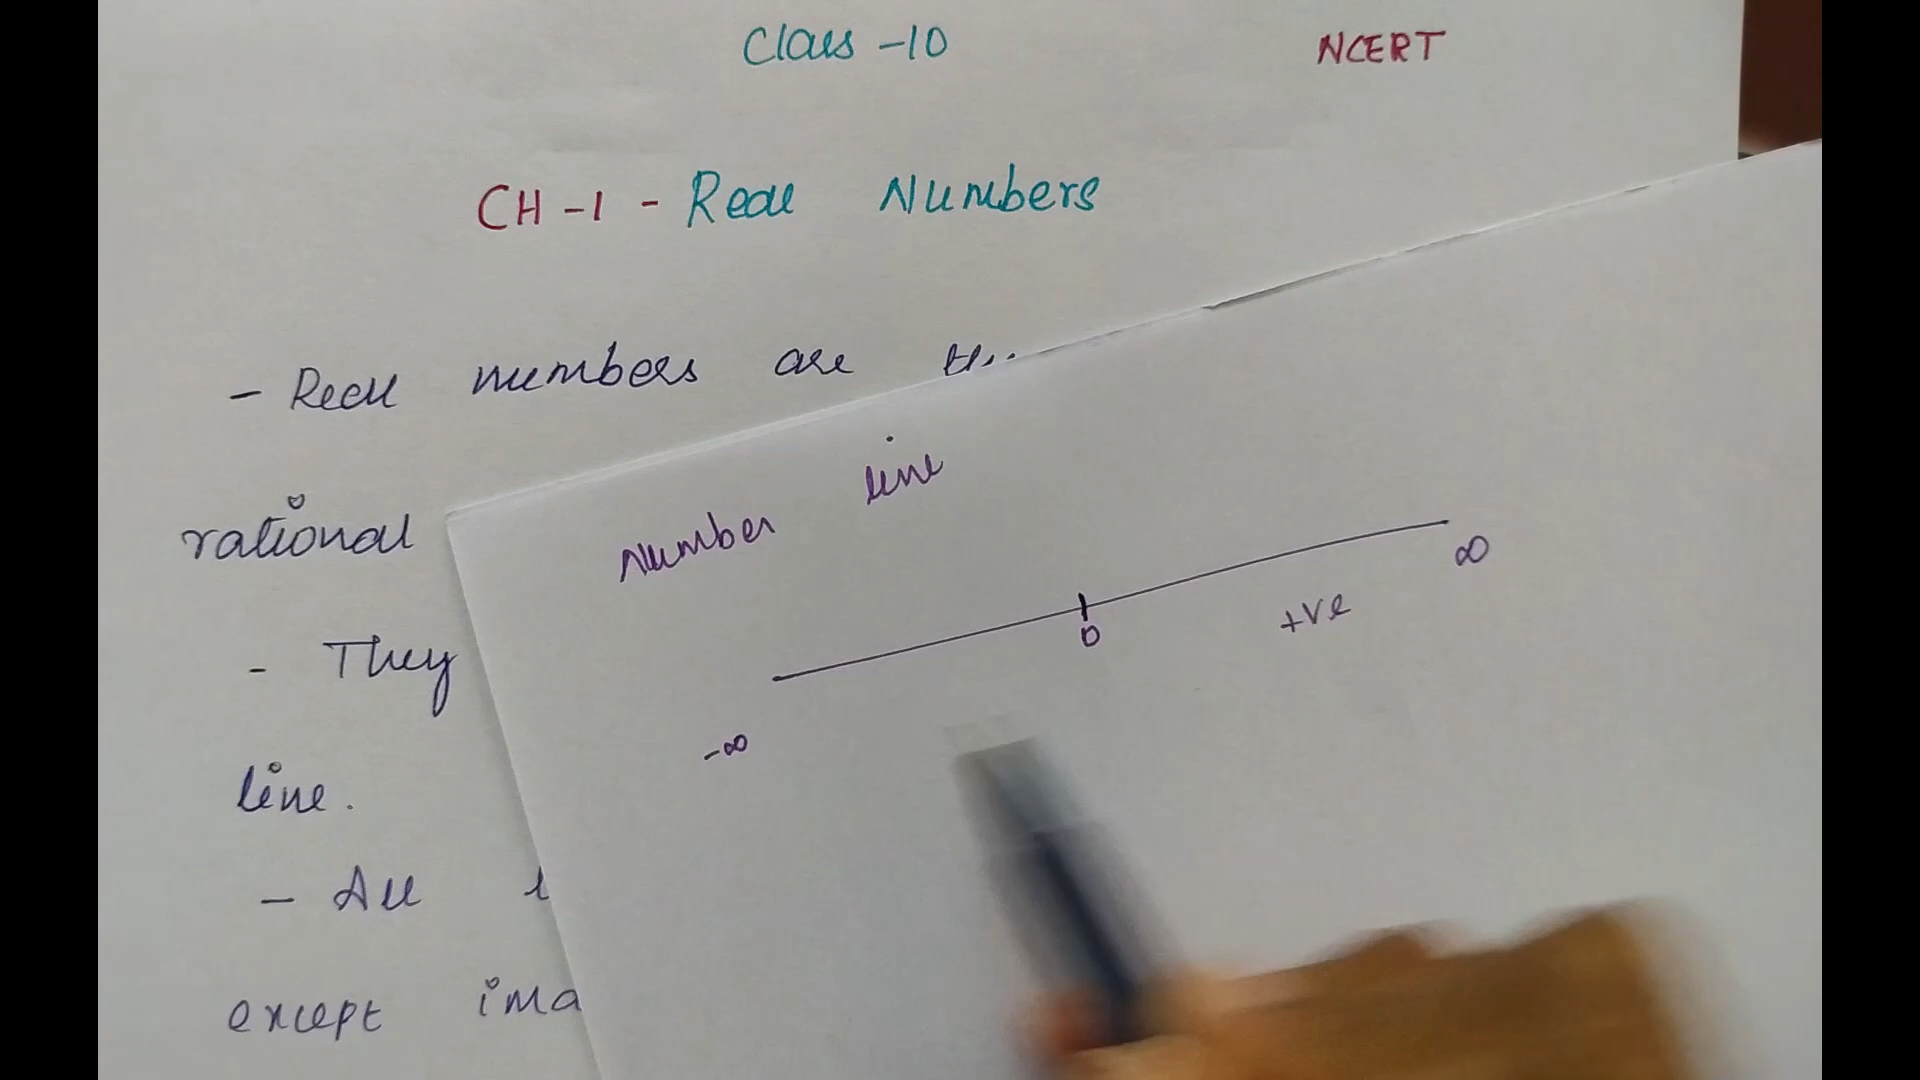 Class -10 NCERT
CH -1 - Real Numbers
- Real numbers are
rational
- They
line.
- All
except ima
Number line
∞
0 +ve
-∞